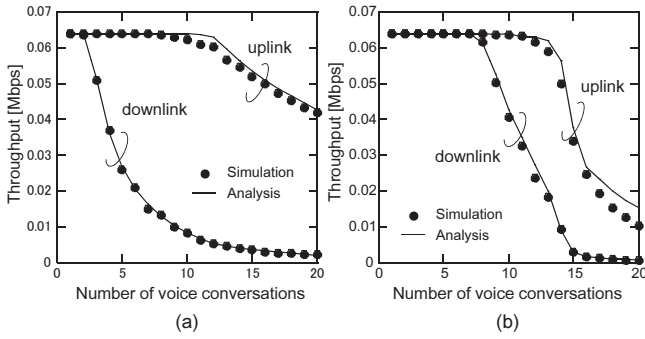 0.07
0.06
0.05
0.04
0.03
0.02
0.01
0
Throughput [Mbps]
uplink
downlink
Simulation
Analysis
0 5 10 15 20
Number of voice conversations
(a)
0.07
0.06
0.05
0.04
0.03
0.02
0.01
0
Throughput [Mbps]
uplink
downlink
Simulation
Analysis
0 5 10 15 20
Number of voice conversations
(b)